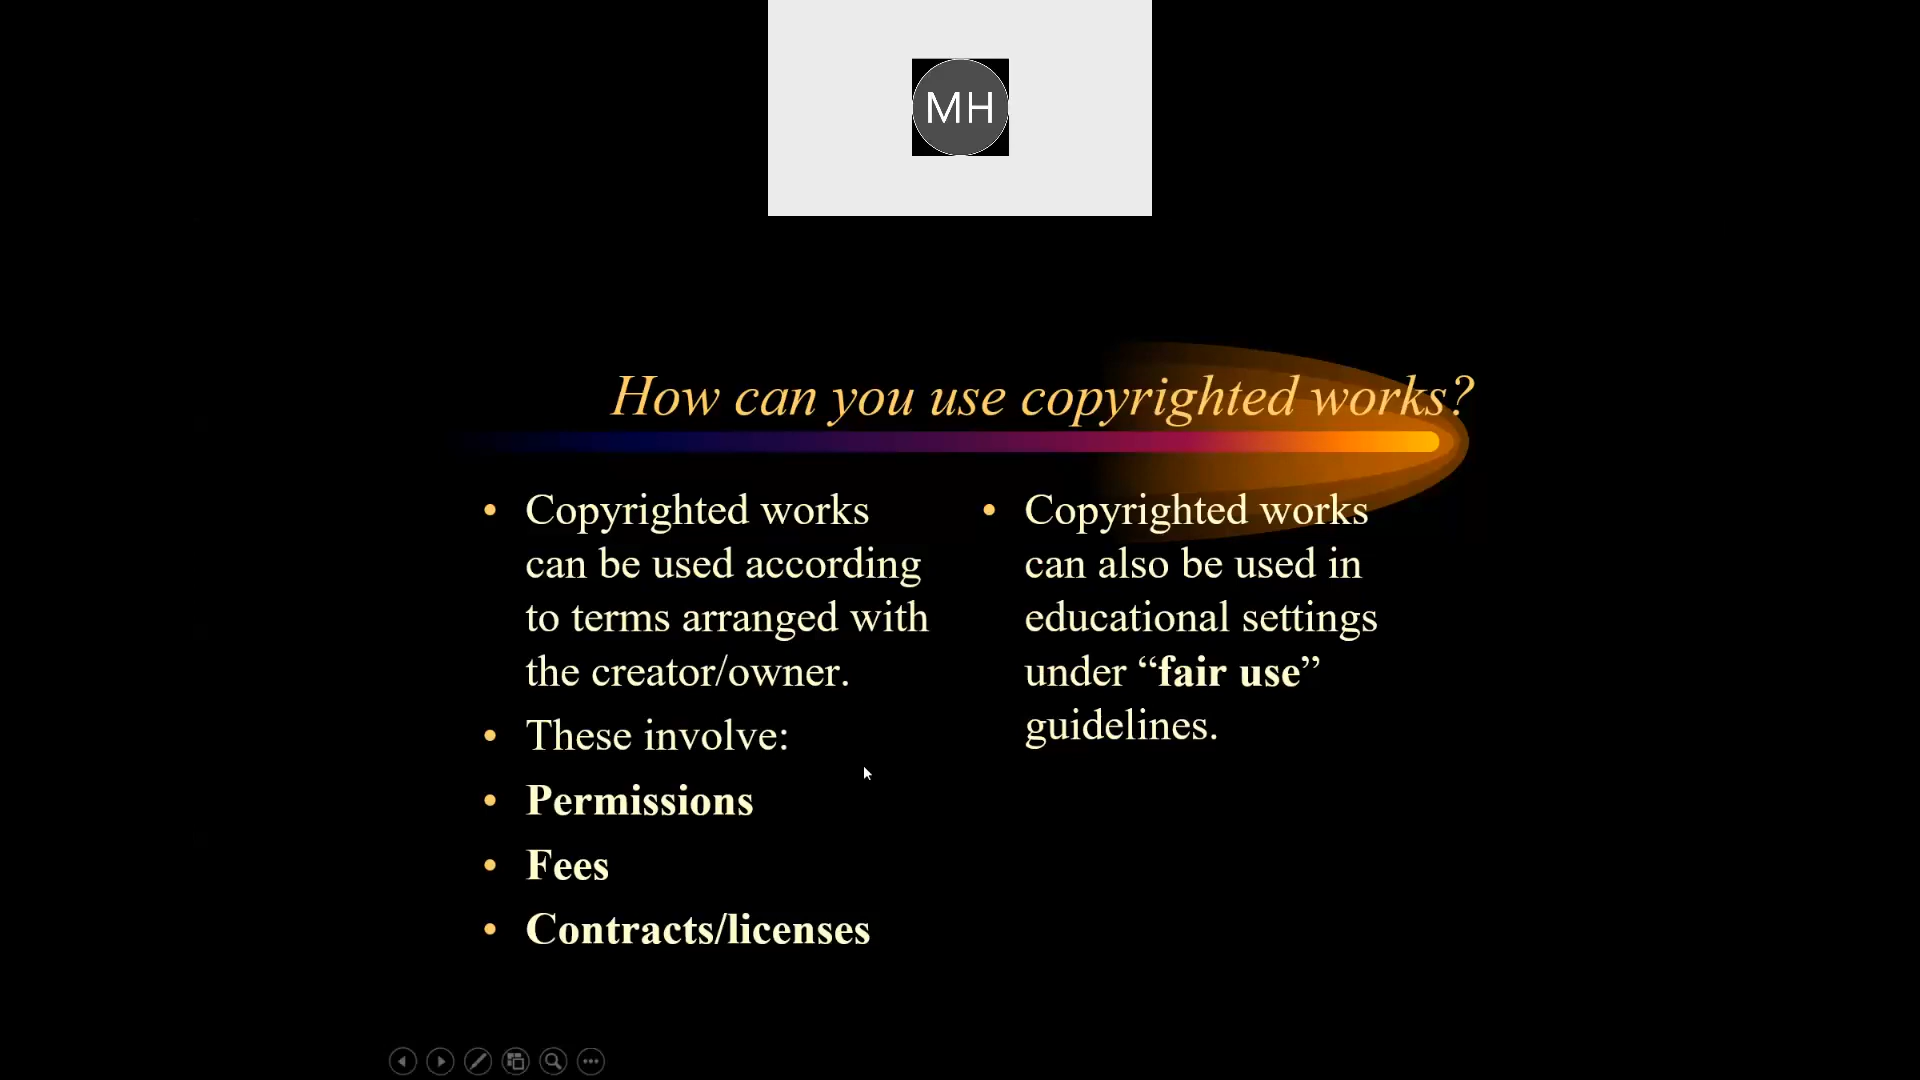 MH
How can you use copyrighted works?
• Copyrighted works
can be used according
to terms arranged with
the creator/owner.
• These involve:
• Permissions
• Fees
• Contracts/licenses
• Copyrighted works
can also be used in
educational settings
under “fair use”
guidelines.